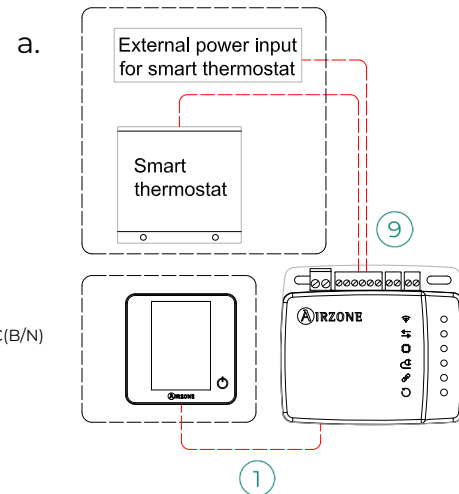 a.
External power input
for smart thermostat
Smart
thermostat
9
C(B/N)
AIRZONE
AIRZONE
1